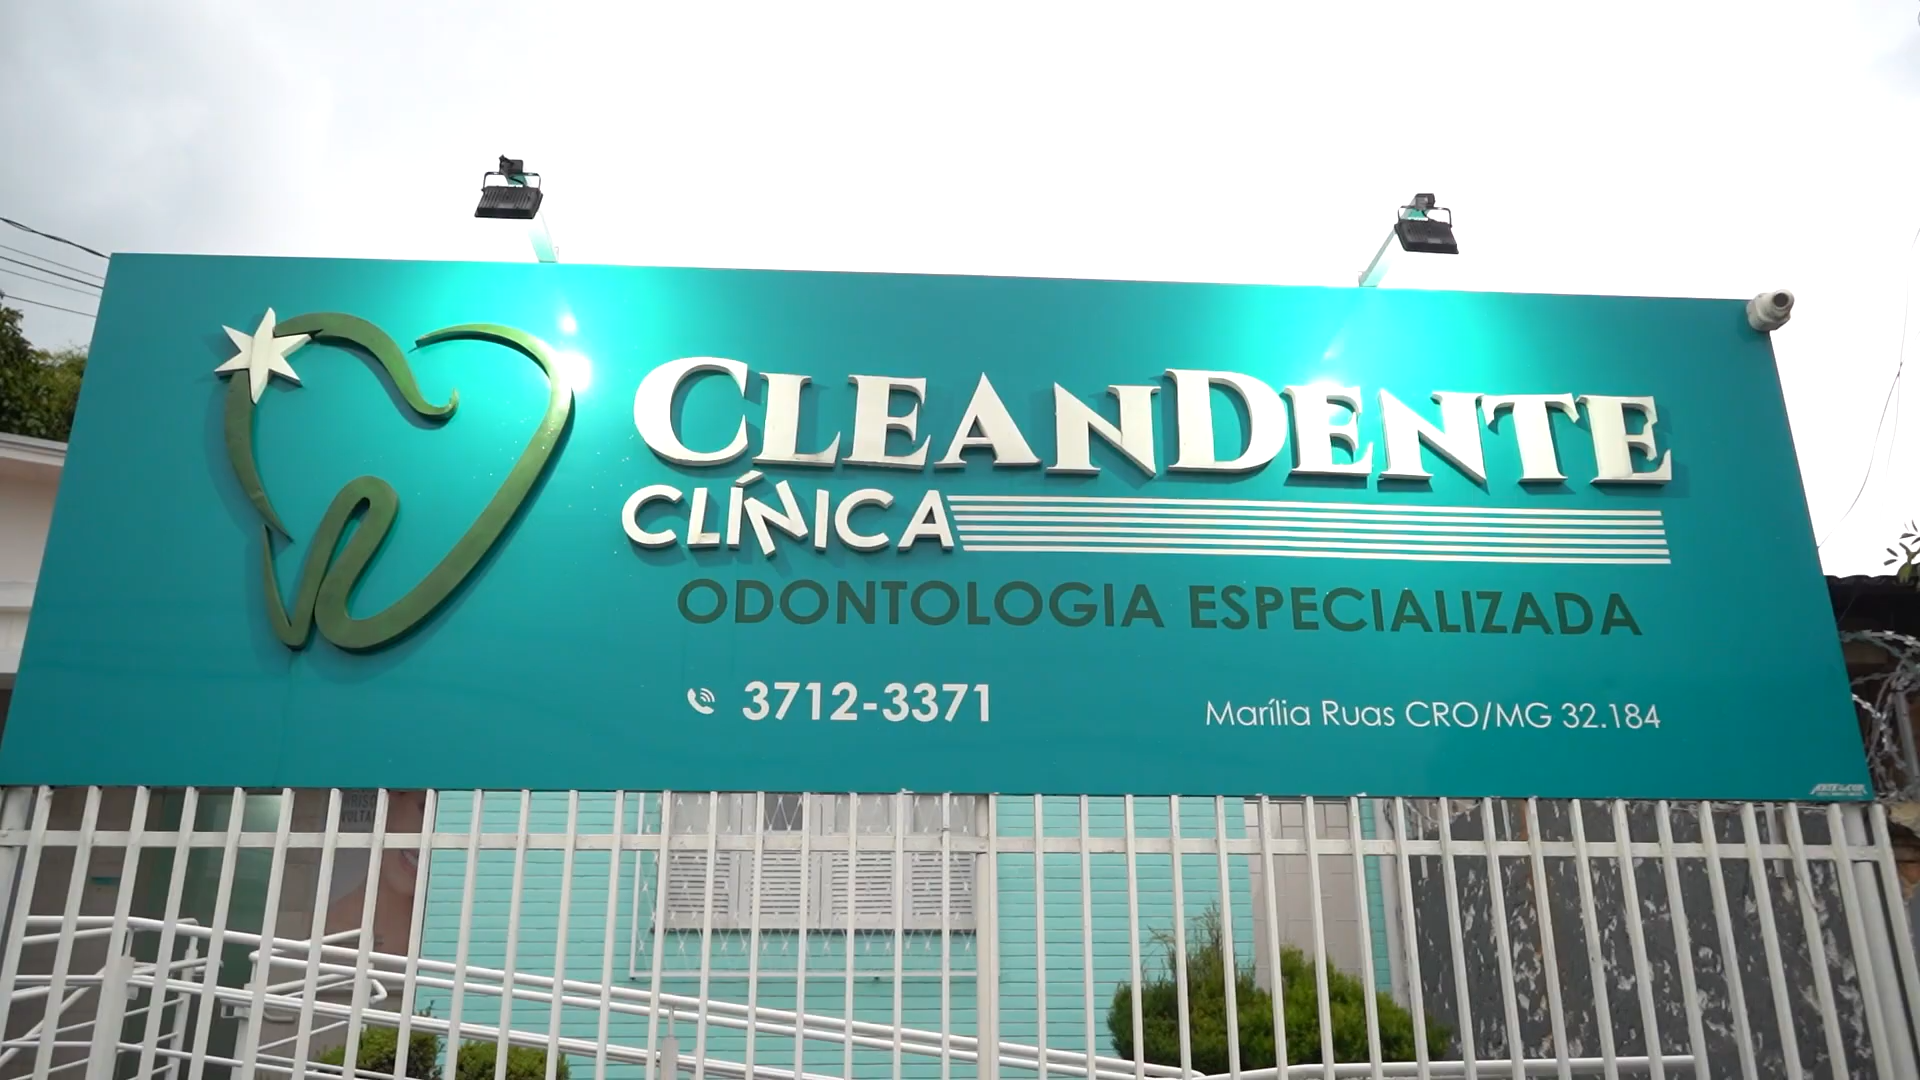 CLEANDENTE
CLÍNICA
ODONTOLOGIA ESPECIALIZADA
3712-3371
Marília Ruas CRO/MG 32.184